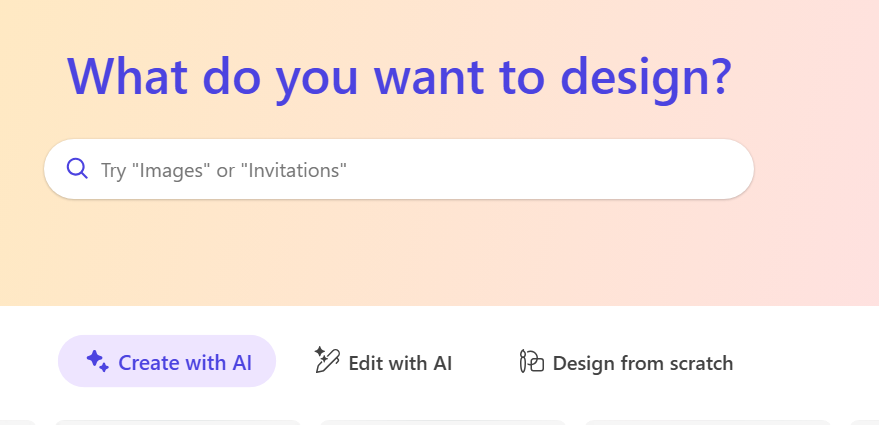 What do you want to design?
Try "Images" or "Invitations"
Create with AI
Edit with AI
Design from scratch